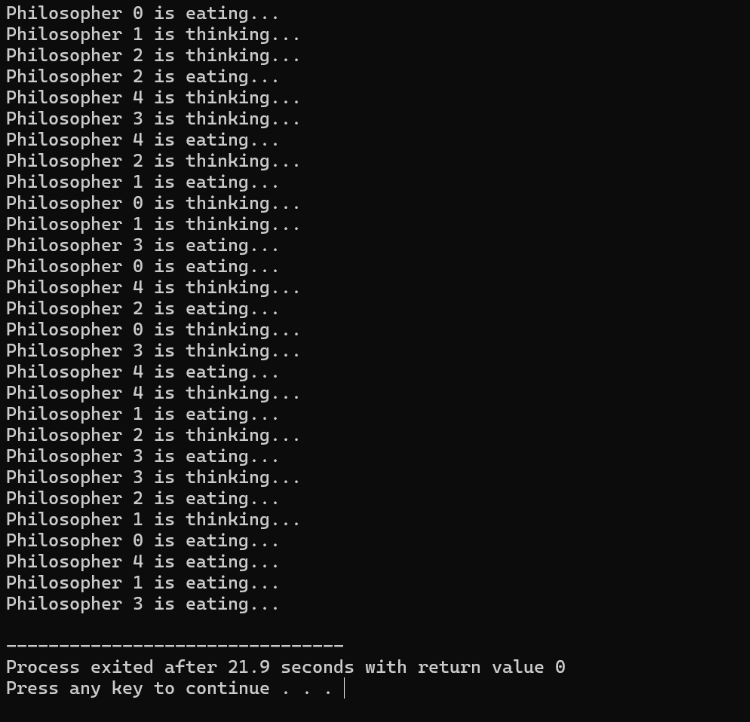 Philosopher 0 is eating...
Philosopher 1 is thinking...
Philosopher 2 is thinking...
Philosopher 2 is eating...
Philosopher 4 is thinking...
Philosopher 3 is thinking...
Philosopher 4 is eating...
Philosopher 2 is thinking...
Philosopher 1 is eating...
Philosopher 0 is thinking...
Philosopher 1 is thinking...
Philosopher 3 is eating...
Philosopher 0 is eating...
Philosopher 4 is thinking...
Philosopher 2 is eating...
Philosopher 0 is thinking...
Philosopher 3 is thinking...
Philosopher 4 is eating...
Philosopher 4 is thinking...
Philosopher 1 is eating...
Philosopher 2 is thinking...
Philosopher 3 is eating...
Philosopher 3 is thinking...
Philosopher 2 is eating...
Philosopher 1 is thinking...
Philosopher 0 is eating...
Philosopher 4 is eating...
Philosopher 1 is eating...
Philosopher 3 is eating...
--------------------------------
Process exited after 21.9 seconds with return value 0
Press any key to continue . . .